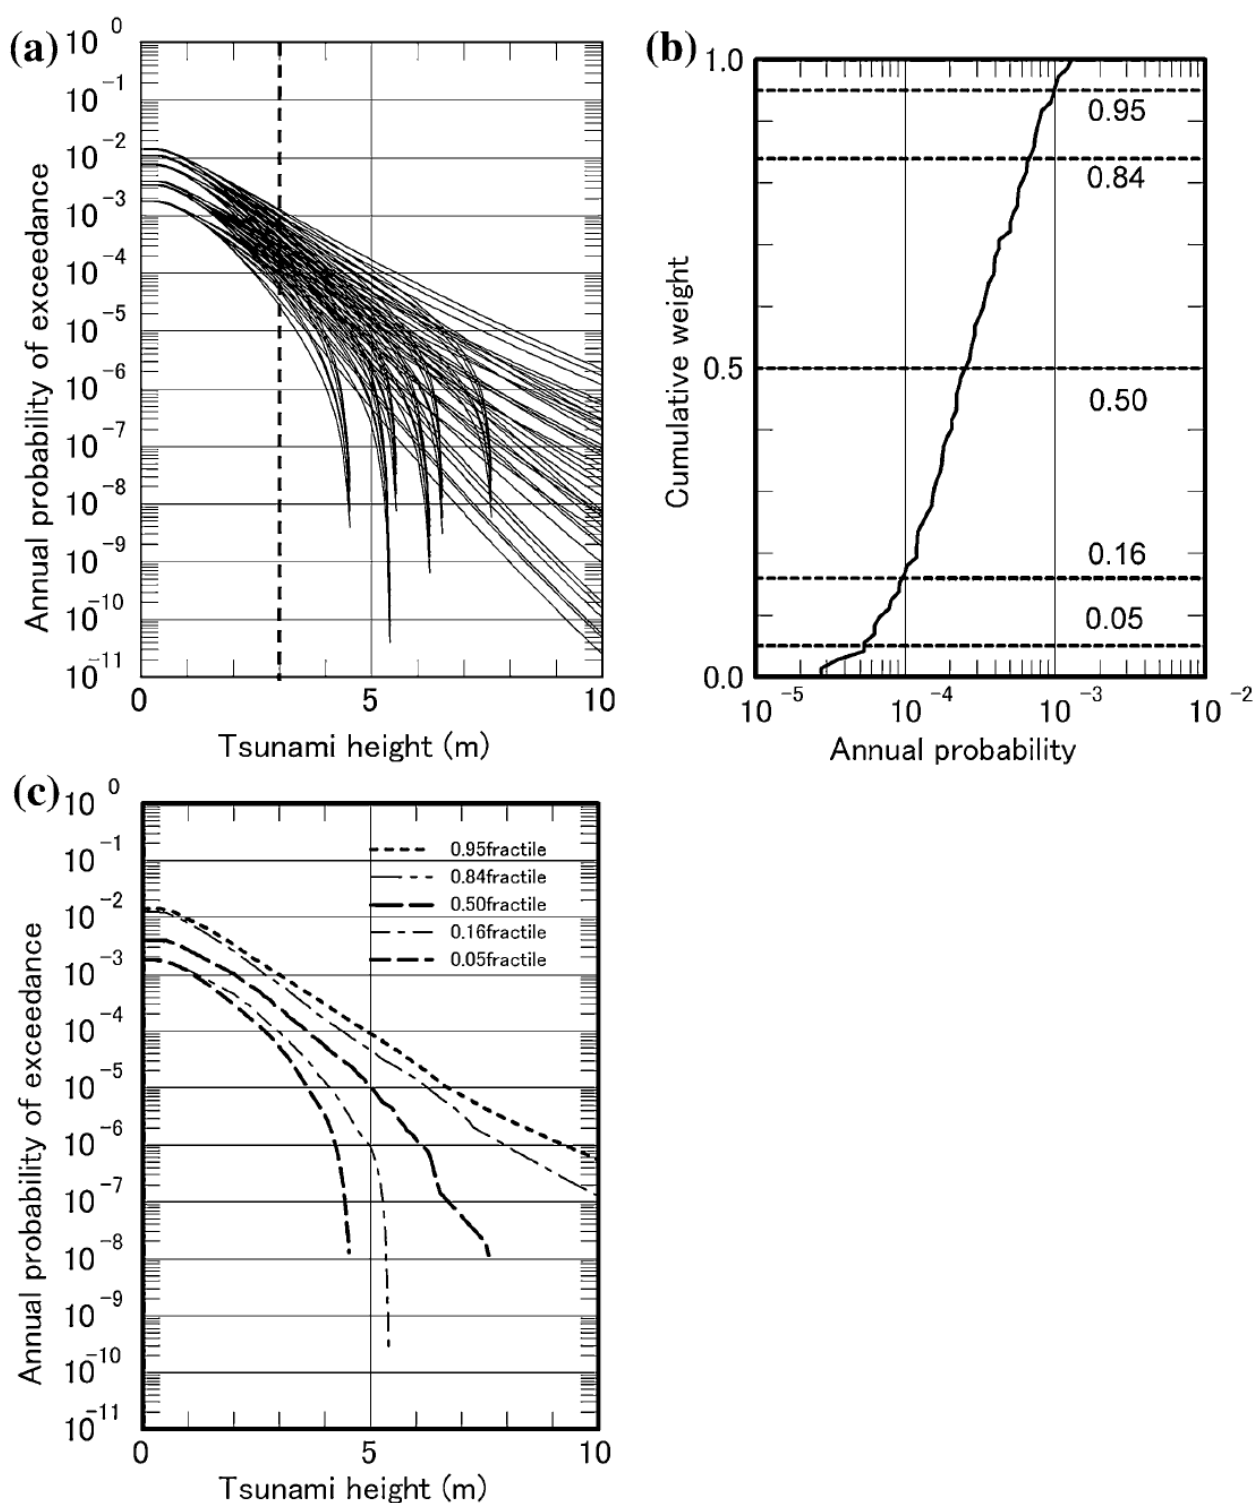 (a)
10^0
10^-1
10^-2
10^-3
10^-4
10^-5
10^-6
10^-7
10^-8
10^-9
10^-10
10^-11
Annual probability of exceedance
0 5 10
Tsunami height (m)
(b)
1.0
0.5
0.0
Cumulative weight
0.95
0.84
0.50
0.16
0.05
10^-5 10^-4 10^-3 10^-2
Annual probability
(c)
10^0
10^-1
10^-2
10^-3
10^-4
10^-5
10^-6
10^-7
10^-8
10^-9
10^-10
10^-11
Annual probability of exceedance
0.95fractile
0.84fractile
0.50fractile
0.16fractile
0.05fractile
0 5 10
Tsunami height (m)